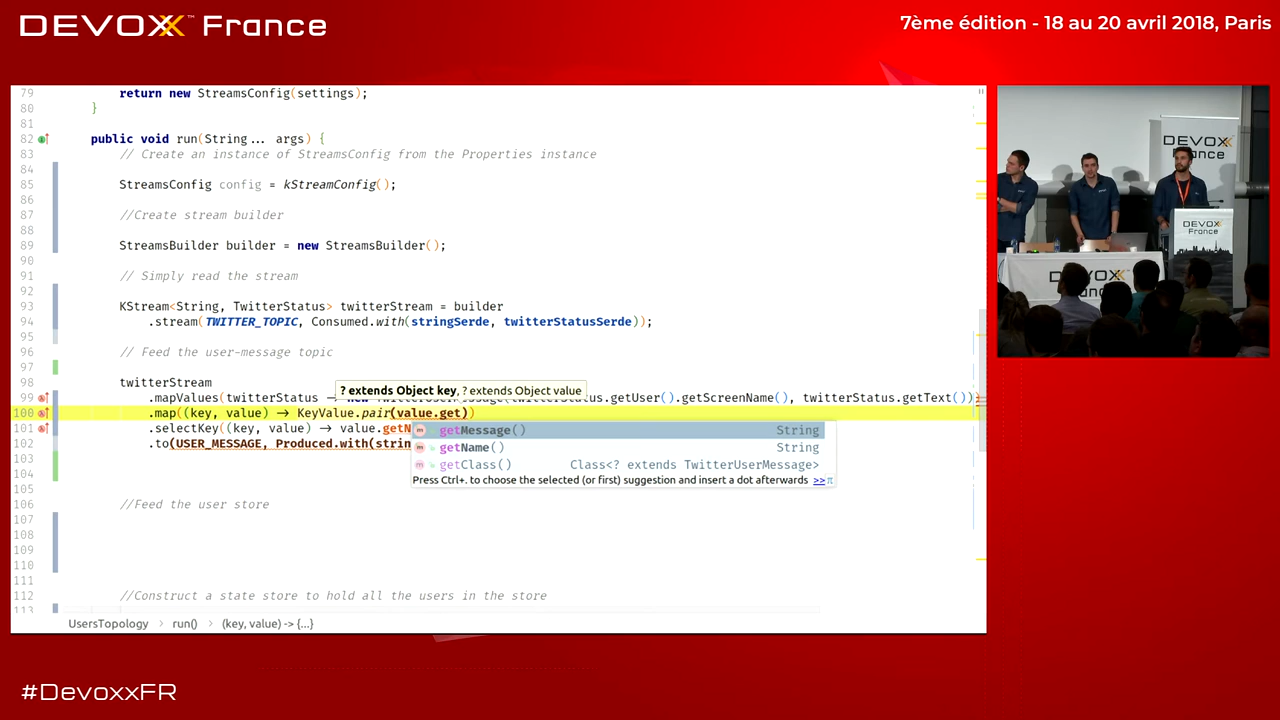 DEVOXX™ France
7ème édition - 18 au 20 avril 2018, Paris
79 return new StreamsConfig(settings);
80 }
81
82 public void run(String... args) {
83 // Create an instance of StreamsConfig from the Properties instance
84
85 StreamsConfig config = kStreamConfig();
86
87 //Create stream builder
88
89 StreamsBuilder builder = new StreamsBuilder();
90
91 // Simply read the stream
92
93 KStream<String, TwitterStatus> twitterStream = builder
94 .stream(TWITTER_TOPIC, Consumed.with(stringSerde, twitterStatusSerde));
95
96 // Feed the user-message topic
97
98 twitterStream
? extends Object key, ? extends Object value
99 .mapValues(twitterStatus → new TwitterUserMessage(twitterStatus.getUser().getScreenName(), twitterStatus.getText()))
100 .map((key, value) → KeyValue.pair(value.get))
101 .selectKey((key, value) → value.getN
102 .to(USER_MESSAGE, Produced.with(strin
getMessage() String
getName() String
getClass() Class<? extends TwitterUserMessage>
Press Ctrl+. to choose the selected (or first) suggestion and insert a dot afterwards >> π
103
104
105
106 //Feed the user store
107
108
109
110
111
112 //Construct a state store to hold all the users in the store
113
UsersTopology › run() › (key, value) -> {...}
DEVOXX
France
DEVOXX
France
DEVOXX
France
#DevoxxFR